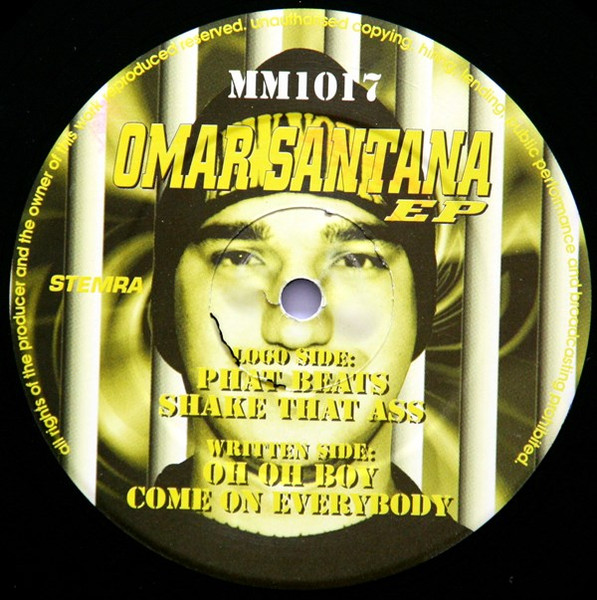 all rights of the producer and the owner of this work reproduced reserved. unauthorised copying, hiring, lending, public performance and broadcasting prohibited.
MM1017
OMAR SANTANA
EP
STEMRA
LOGO SIDE:
PHAT BEATS
SHAKE THAT ASS
WRITTEN SIDE:
OH OH BOY
COME ON EVERYBODY